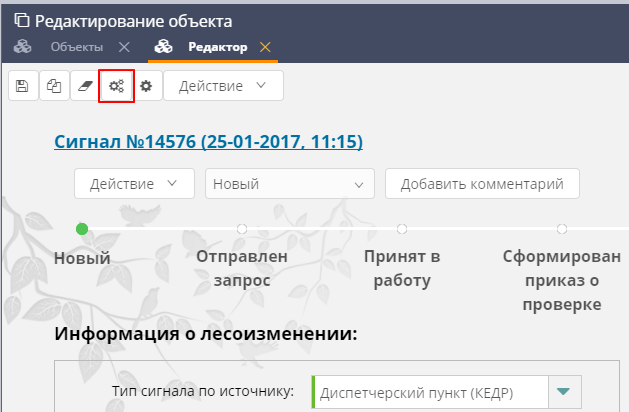 Редактирование объекта
Объекты Редактор
Действие
Сигнал №14576 (25-01-2017, 11:15)
Действие Новый Добавить комментарий
Новый Отправлен запрос Принят в работу Сформирован приказ о проверке
Информация о лесоизменении:
Тип сигнала по источнику: Диспетчерский пункт (КЕДР)